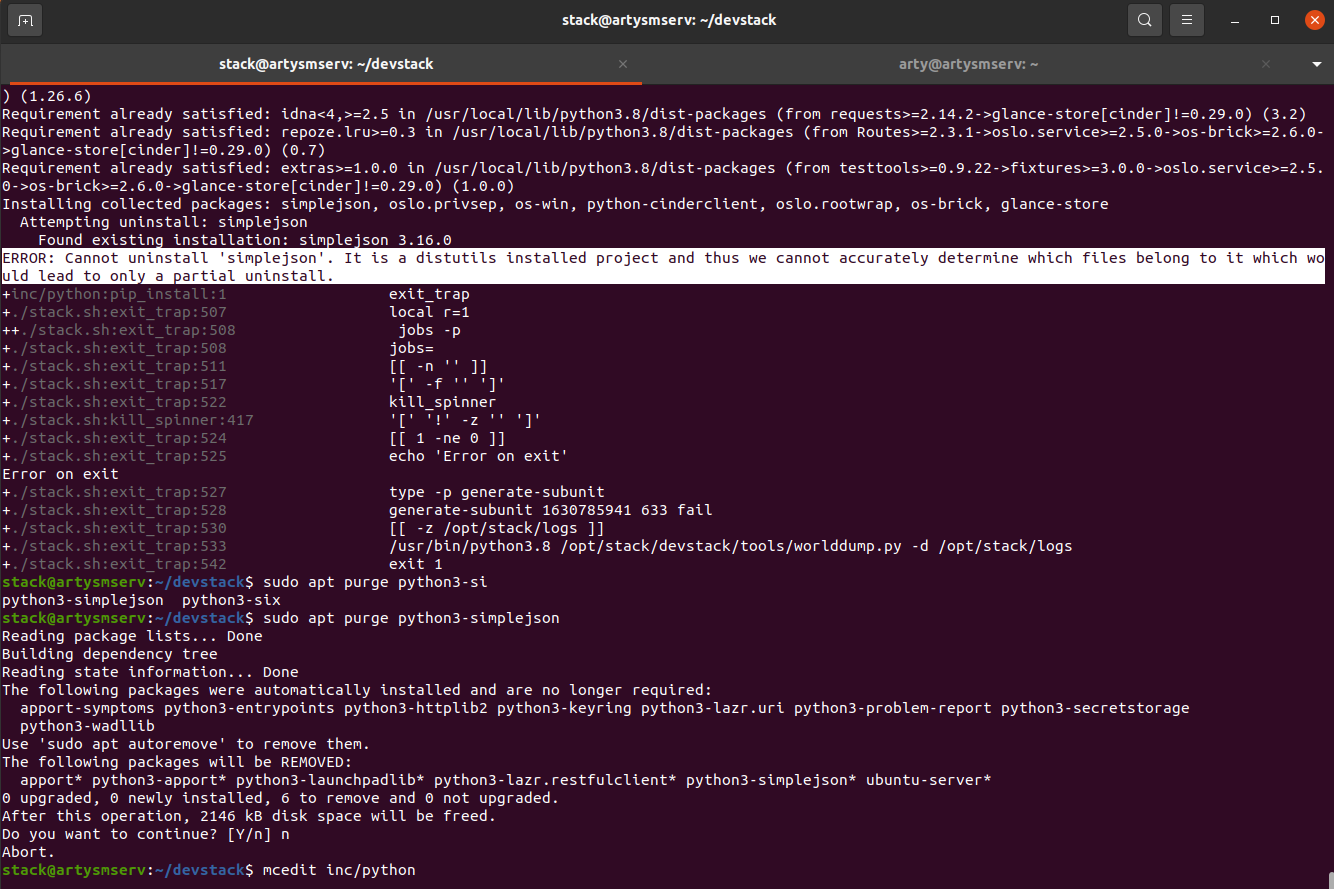 stack@artysmserv: ~/devstack
stack@artysmserv: ~/devstack
arty@artysmserv: ~
) (1.26.6)
Requirement already satisfied: idna<4,>=2.5 in /usr/local/lib/python3.8/dist-packages (from requests>=2.14.2->glance-store[cinder]!=0.29.0) (3.2)
Requirement already satisfied: repoze.lru>=0.3 in /usr/local/lib/python3.8/dist-packages (from Routes>=2.3.1->oslo.service>=2.5.0->os-brick>=2.6.0-
>glance-store[cinder]!=0.29.0) (0.7)
Requirement already satisfied: extras>=1.0.0 in /usr/local/lib/python3.8/dist-packages (from testtools>=0.9.22->fixtures>=3.0.0->oslo.service>=2.5.
0->os-brick>=2.6.0->glance-store[cinder]!=0.29.0) (1.0.0)
Installing collected packages: simplejson, oslo.privsep, os-win, python-cinderclient, oslo.rootwrap, os-brick, glance-store
  Attempting uninstall: simplejson
    Found existing installation: simplejson 3.16.0
ERROR: Cannot uninstall 'simplejson'. It is a distutils installed project and thus we cannot accurately determine which files belong to it which wo
uld lead to only a partial uninstall.
+inc/python:pip_install:1                  exit_trap
+./stack.sh:exit_trap:507                  local r=1
++./stack.sh:exit_trap:508                  jobs -p
+./stack.sh:exit_trap:508                  jobs=
+./stack.sh:exit_trap:511                  [[ -n '' ]]
+./stack.sh:exit_trap:517                  '[' -f '' ']'
+./stack.sh:exit_trap:522                  kill_spinner
+./stack.sh:kill_spinner:417               '[' '!' -z '' ']'
+./stack.sh:exit_trap:524                  [[ 1 -ne 0 ]]
+./stack.sh:exit_trap:525                  echo 'Error on exit'
Error on exit
+./stack.sh:exit_trap:527                  type -p generate-subunit
+./stack.sh:exit_trap:528                  generate-subunit 1630785941 633 fail
+./stack.sh:exit_trap:530                  [[ -z /opt/stack/logs ]]
+./stack.sh:exit_trap:533                  /usr/bin/python3.8 /opt/stack/devstack/tools/worlddump.py -d /opt/stack/logs
+./stack.sh:exit_trap:542                  exit 1
stack@artysmserv:~/devstack$ sudo apt purge python3-si
python3-simplejson  python3-six
stack@artysmserv:~/devstack$ sudo apt purge python3-simplejson
Reading package lists... Done
Building dependency tree
Reading state information... Done
The following packages were automatically installed and are no longer required:
  apport-symptoms python3-entrypoints python3-httplib2 python3-keyring python3-lazr.uri python3-problem-report python3-secretstorage
  python3-wadllib
Use 'sudo apt autoremove' to remove them.
The following packages will be REMOVED:
  apport* python3-apport* python3-launchpadlib* python3-lazr.restfulclient* python3-simplejson* ubuntu-server*
0 upgraded, 0 newly installed, 6 to remove and 0 not upgraded.
After this operation, 2146 kB disk space will be freed.
Do you want to continue? [Y/n] n
Abort.
stack@artysmserv:~/devstack$ mcedit inc/python